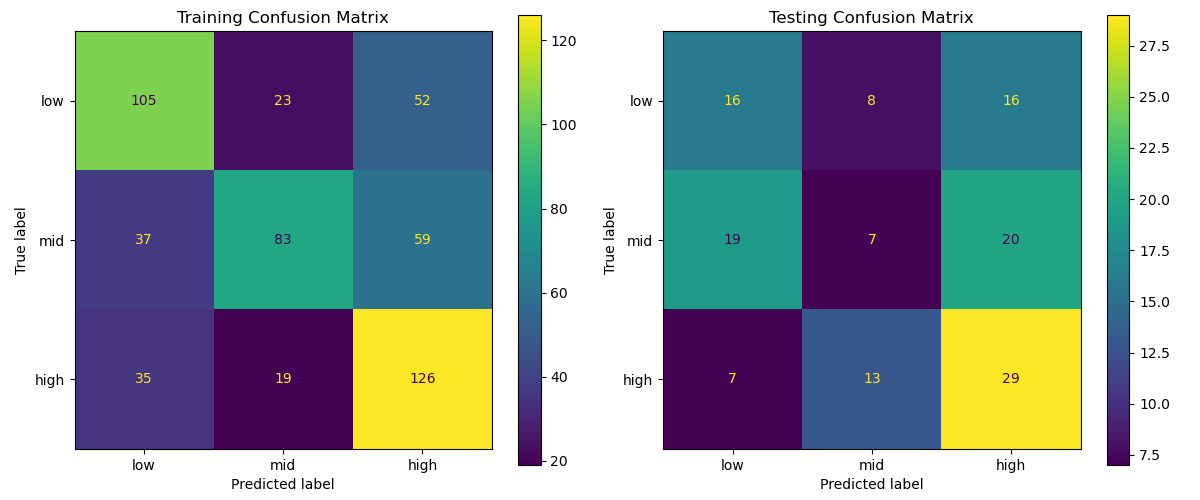 Training Confusion Matrix
True label
low
mid
high
105 23 52
37 83 59
35 19 126
low mid high
Predicted label
120
100
80
60
40
20
Testing Confusion Matrix
True label
low
mid
high
16 8 16
19 7 20
7 13 29
low mid high
Predicted label
27.5
25.0
22.5
20.0
17.5
15.0
12.5
10.0
7.5